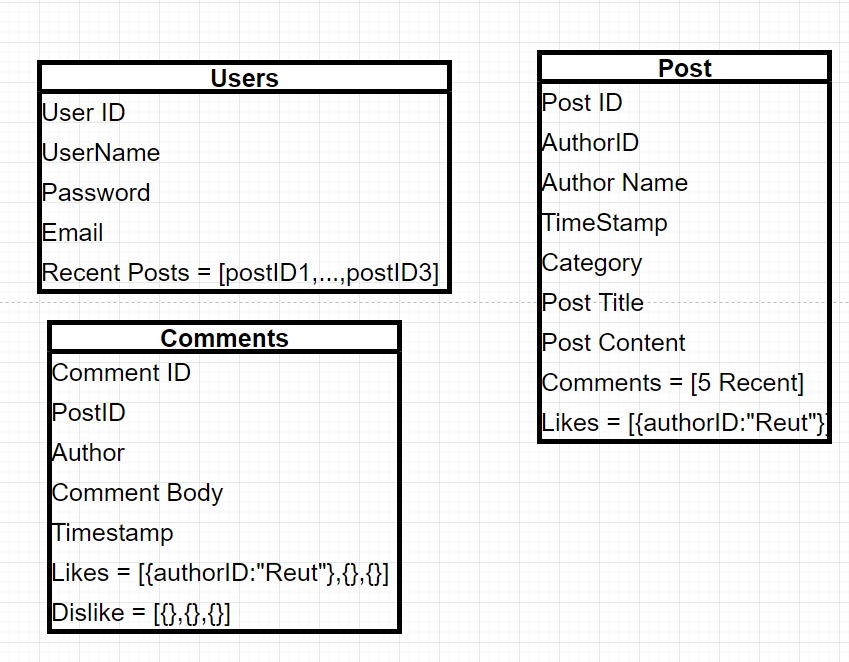 Users
User ID
UserName
Password
Email
Recent Posts = [postID1,...,postID3]
Comments
Comment ID
PostID
Author
Comment Body
Timestamp
Likes = [{authorID:"Reut"},{},{}]
Dislike = [{},{},{}]
Post
Post ID
AuthorID
Author Name
TimeStamp
Category
Post Title
Post Content
Comments = [5 Recent]
Likes = [{authorID:"Reut"}]